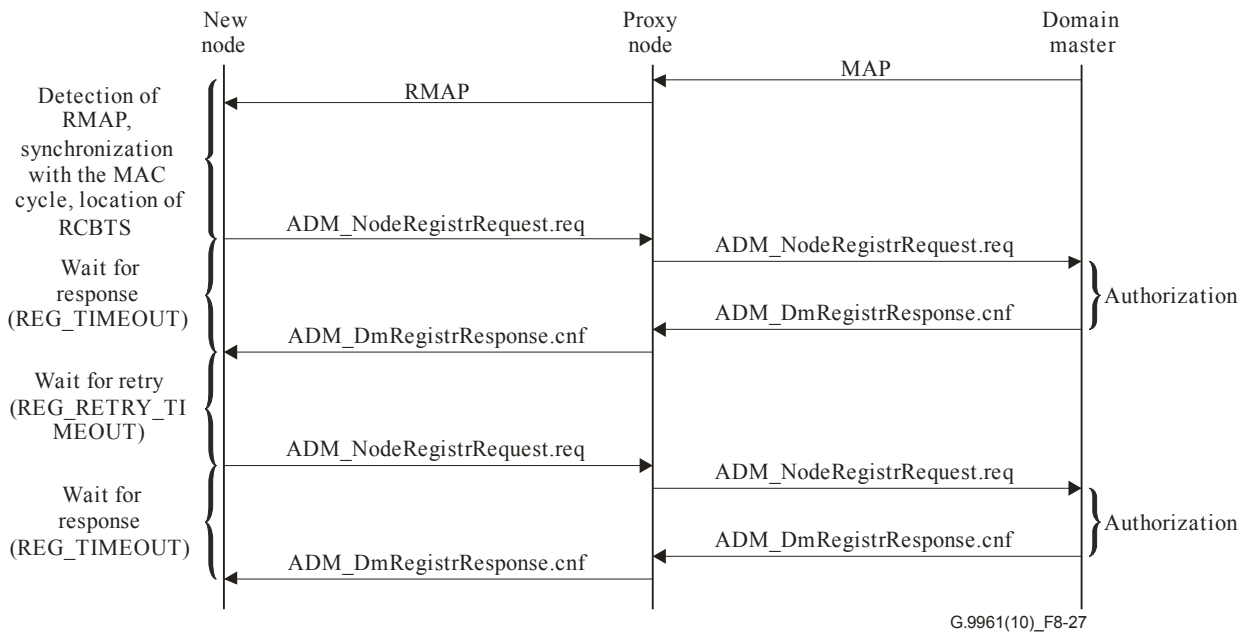 New
node
Proxy
node
Domain
master
MAP
RMAP
Detection of
RMAP,
synchronization
with the MAC
cycle, location of
RCBTS
ADM_NodeRegistrRequest.req
ADM_NodeRegistrRequest.req
Wait for
response
(REG_TIMEOUT)
Authorization
ADM_DmRegistrResponse.cnf
ADM_DmRegistrResponse.cnf
Wait for retry
(REG_RETRY_TI
MEOUT)
ADM_NodeRegistrRequest.req
ADM_NodeRegistrRequest.req
Wait for
response
(REG_TIMEOUT)
Authorization
ADM_DmRegistrResponse.cnf
ADM_DmRegistrResponse.cnf
G.9961(10)_F8-27